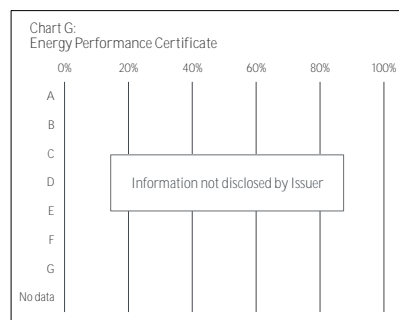 Chart G:
Energy Performance Certificate
0% 20% 40% 60% 80% 100%
A
B
C
D
Information not disclosed by Issuer
E
F
G
No data